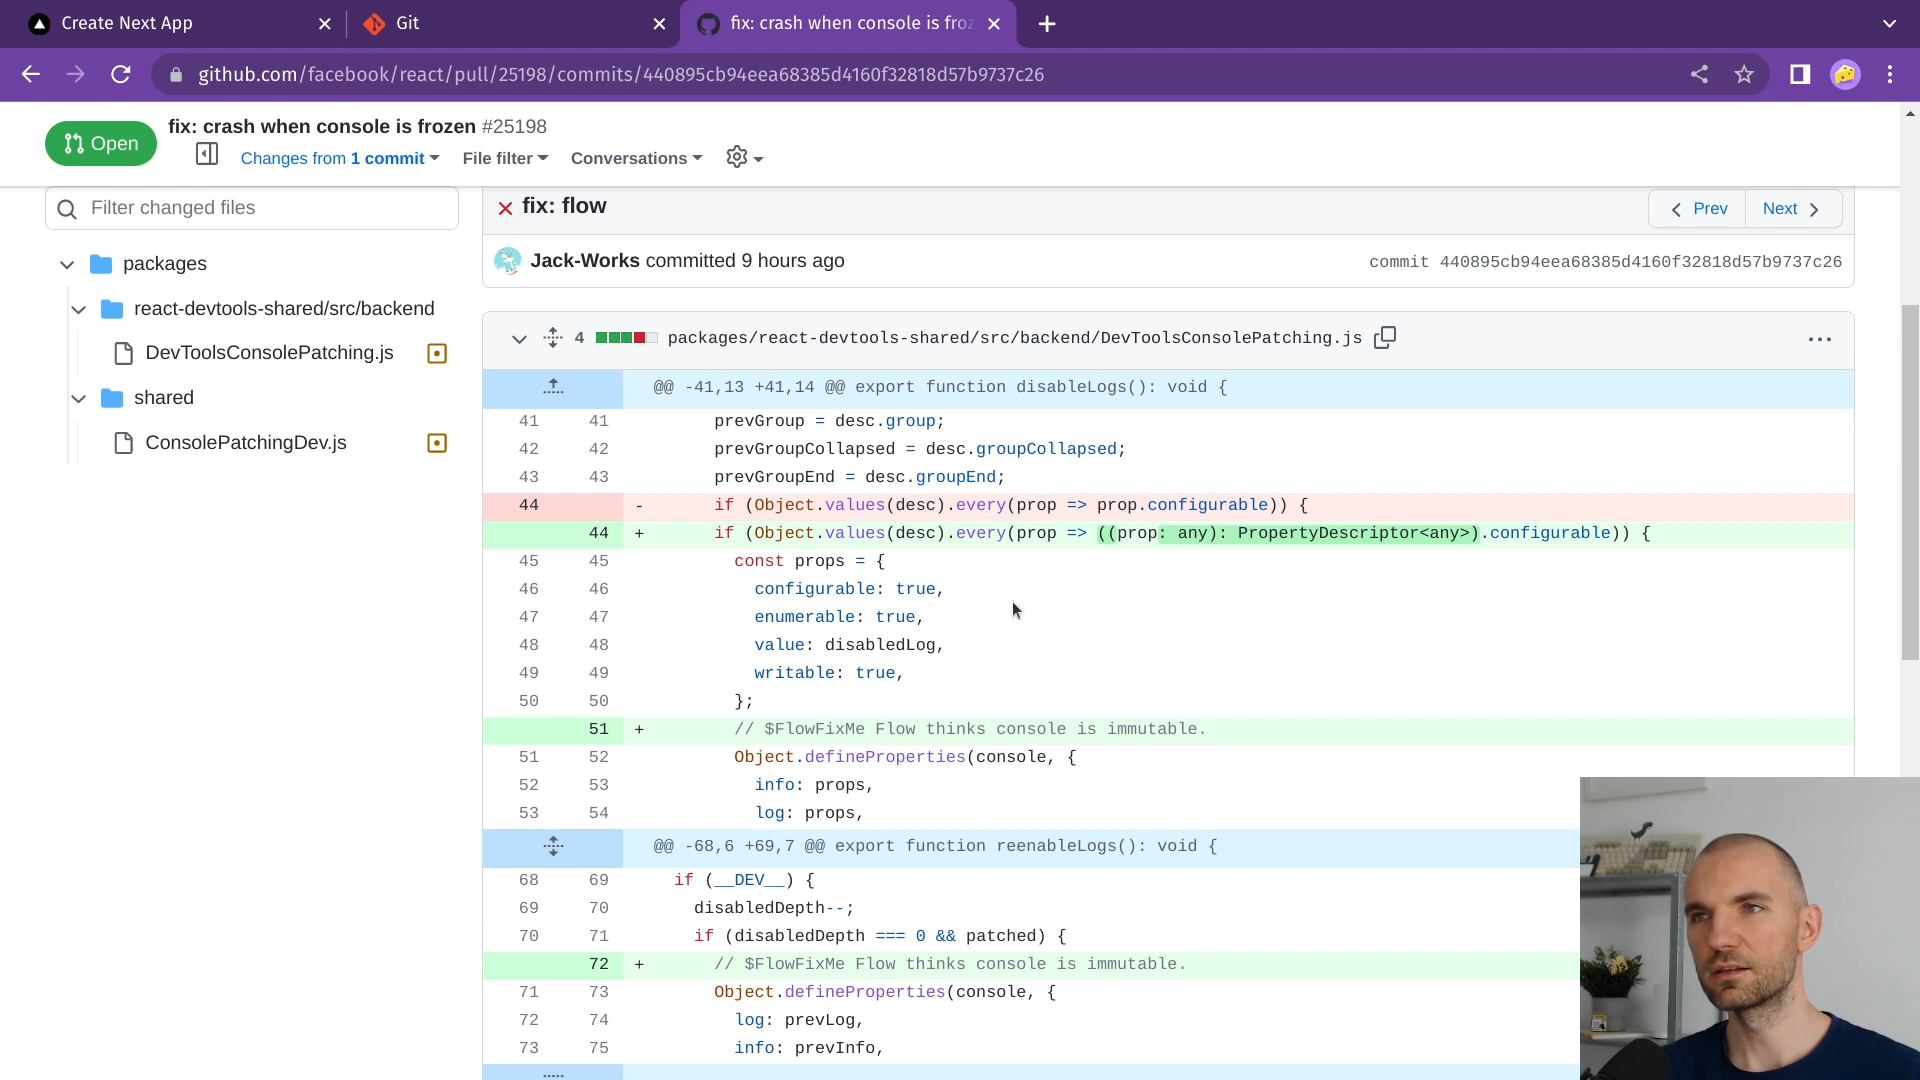 Create Next App
Git
fix: crash when console is froz
github.com/facebook/react/pull/25198/commits/440895cb94eea68385d4160f32818d57b9737c26
Open
fix: crash when console is frozen #25198
Changes from 1 commit
File filter
Conversations
Filter changed files
packages
react-devtools-shared/src/backend
DevToolsConsolePatching.js
shared
ConsolePatchingDev.js
fix: flow
Prev
Next
Jack-Works committed 9 hours ago
commit 440895cb94eea68385d4160f32818d57b9737c26
4 packages/react-devtools-shared/src/backend/DevToolsConsolePatching.js
@@ -41,13 +41,14 @@ export function disableLogs(): void {
41 41 prevGroup = desc.group;
42 42 prevGroupCollapsed = desc.groupCollapsed;
43 43 prevGroupEnd = desc.groupEnd;
44 - if (Object.values(desc).every(prop => prop.configurable)) {
44 + if (Object.values(desc).every(prop => ((prop: any): PropertyDescriptor<any>).configurable)) {
45 45 const props = {
46 46 configurable: true,
47 47 enumerable: true,
48 48 value: disabledLog,
49 49 writable: true,
50 50 };
51 + // $FlowFixMe Flow thinks console is immutable.
51 52 Object.defineProperties(console, {
52 53 info: props,
53 54 log: props,
@@ -68,6 +69,7 @@ export function reenableLogs(): void {
68 69 if (__DEV__) {
69 70 disabledDepth--;
70 71 if (disabledDepth === 0 && patched) {
72 + // $FlowFixMe Flow thinks console is immutable.
71 73 Object.defineProperties(console, {
72 74 log: prevLog,
73 75 info: prevInfo,